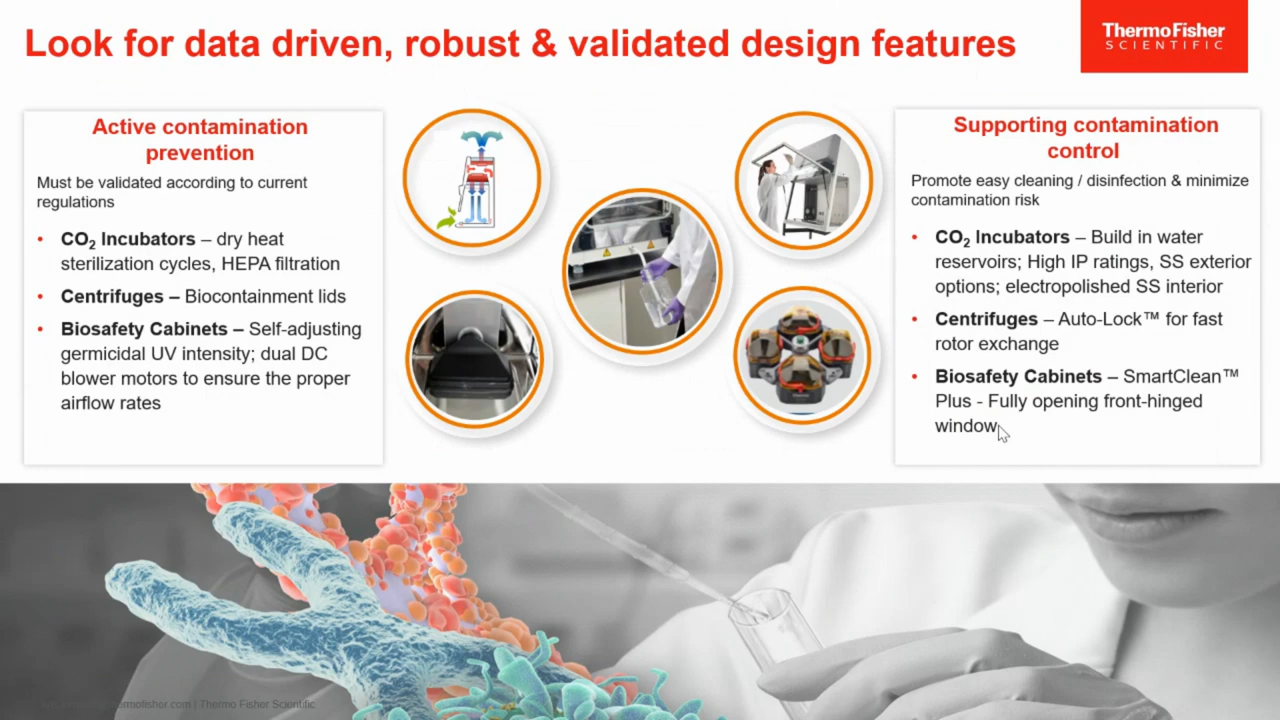 Look for data driven, robust & validated design features
ThermoFisher
SCIENTIFIC
Active contamination
prevention
Must be validated according to current
regulations
• CO₂ Incubators – dry heat
sterilization cycles, HEPA filtration
• Centrifuges – Biocontainment lids
• Biosafety Cabinets – Self-adjusting
germicidal UV intensity; dual DC
blower motors to ensure the proper
airflow rates
Supporting contamination
control
Promote easy cleaning / disinfection & minimize
contamination risk
• CO₂ Incubators – Build in water
reservoirs; High IP ratings, SS exterior
options; electropolished SS interior
• Centrifuges – Auto-Lock™ for fast
rotor exchange
• Biosafety Cabinets – SmartClean™
Plus - Fully opening front-hinged
window
ermofisher.com | Thermo Fisher Scientific